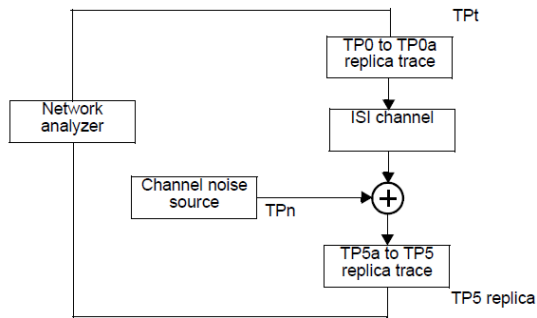 TPt
TP0 to TP0a
replica trace
Network
analyzer
ISI channel
Channel noise
source
+
TPn
TP5a to TP5
replica trace
TP5 replica